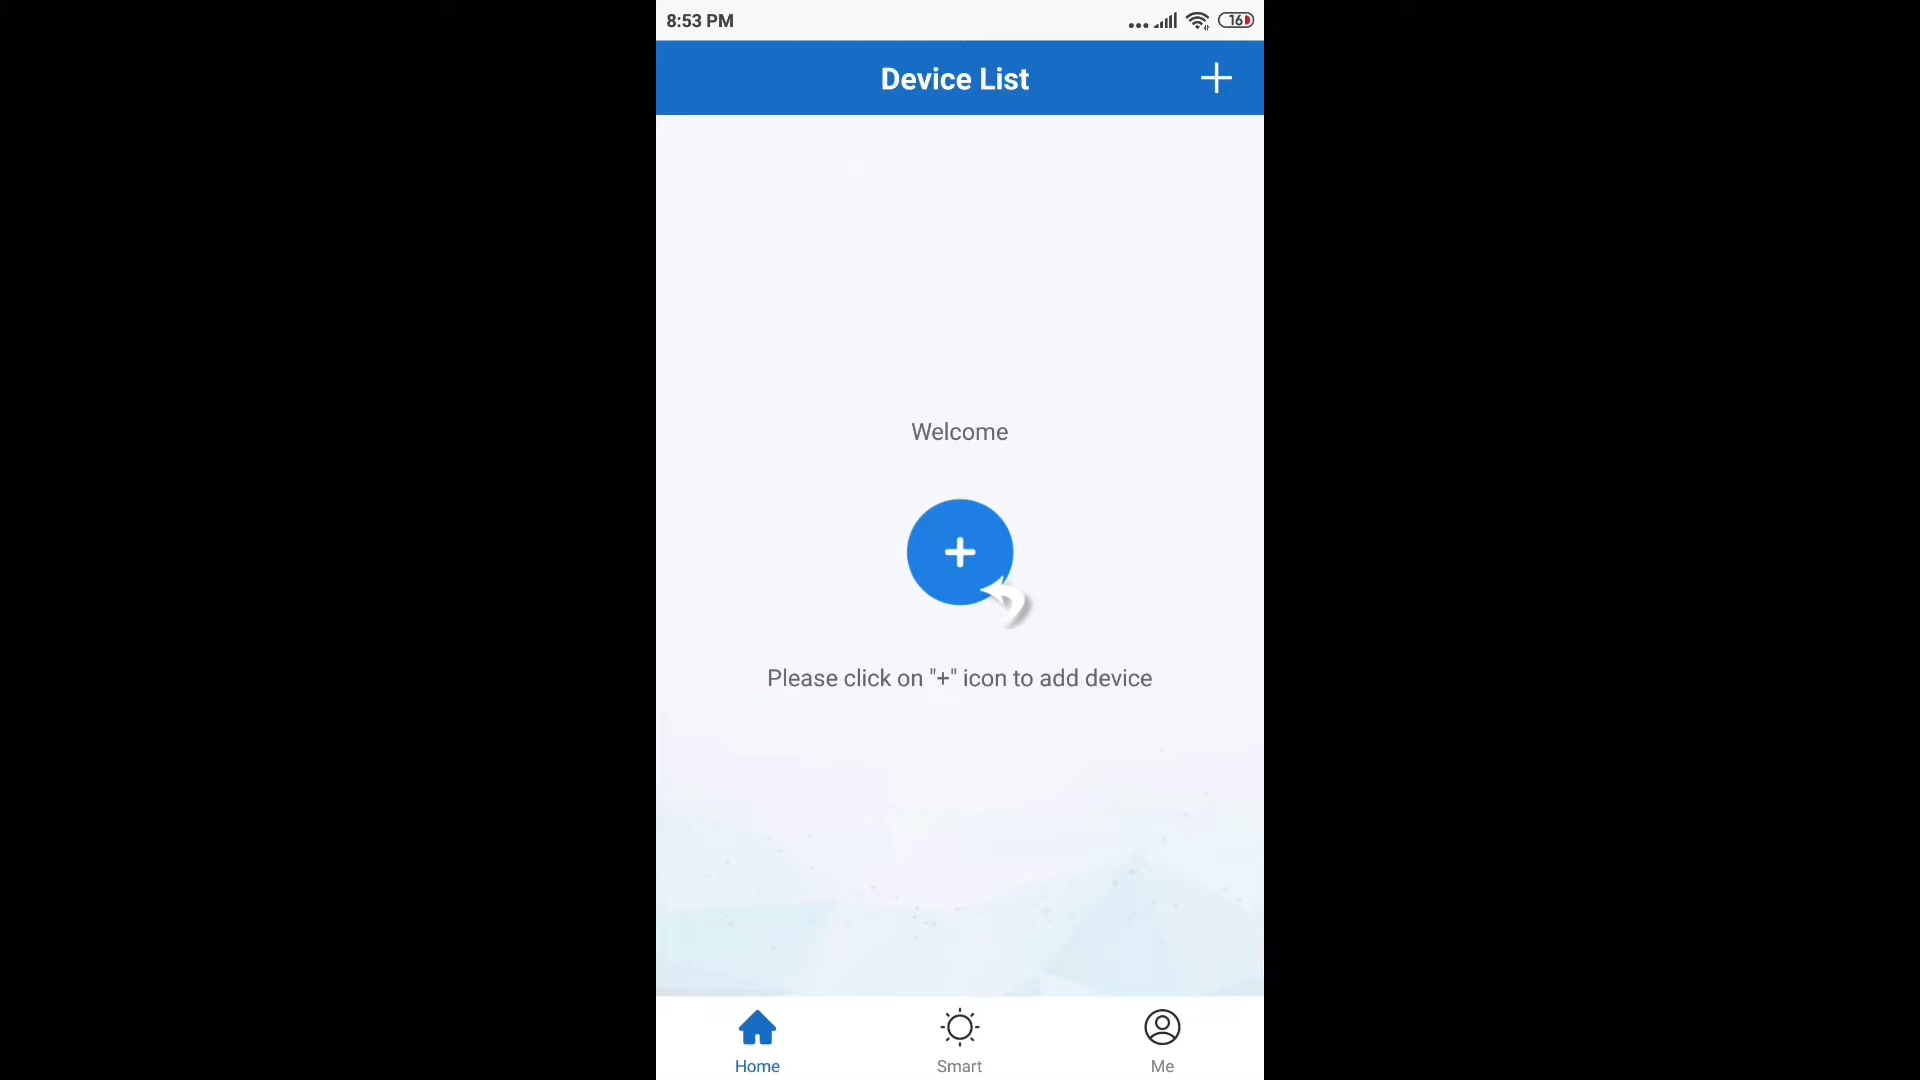 8:53 PM
16
Device List
Welcome
Please click on "+" icon to add device
Home
Smart
Me